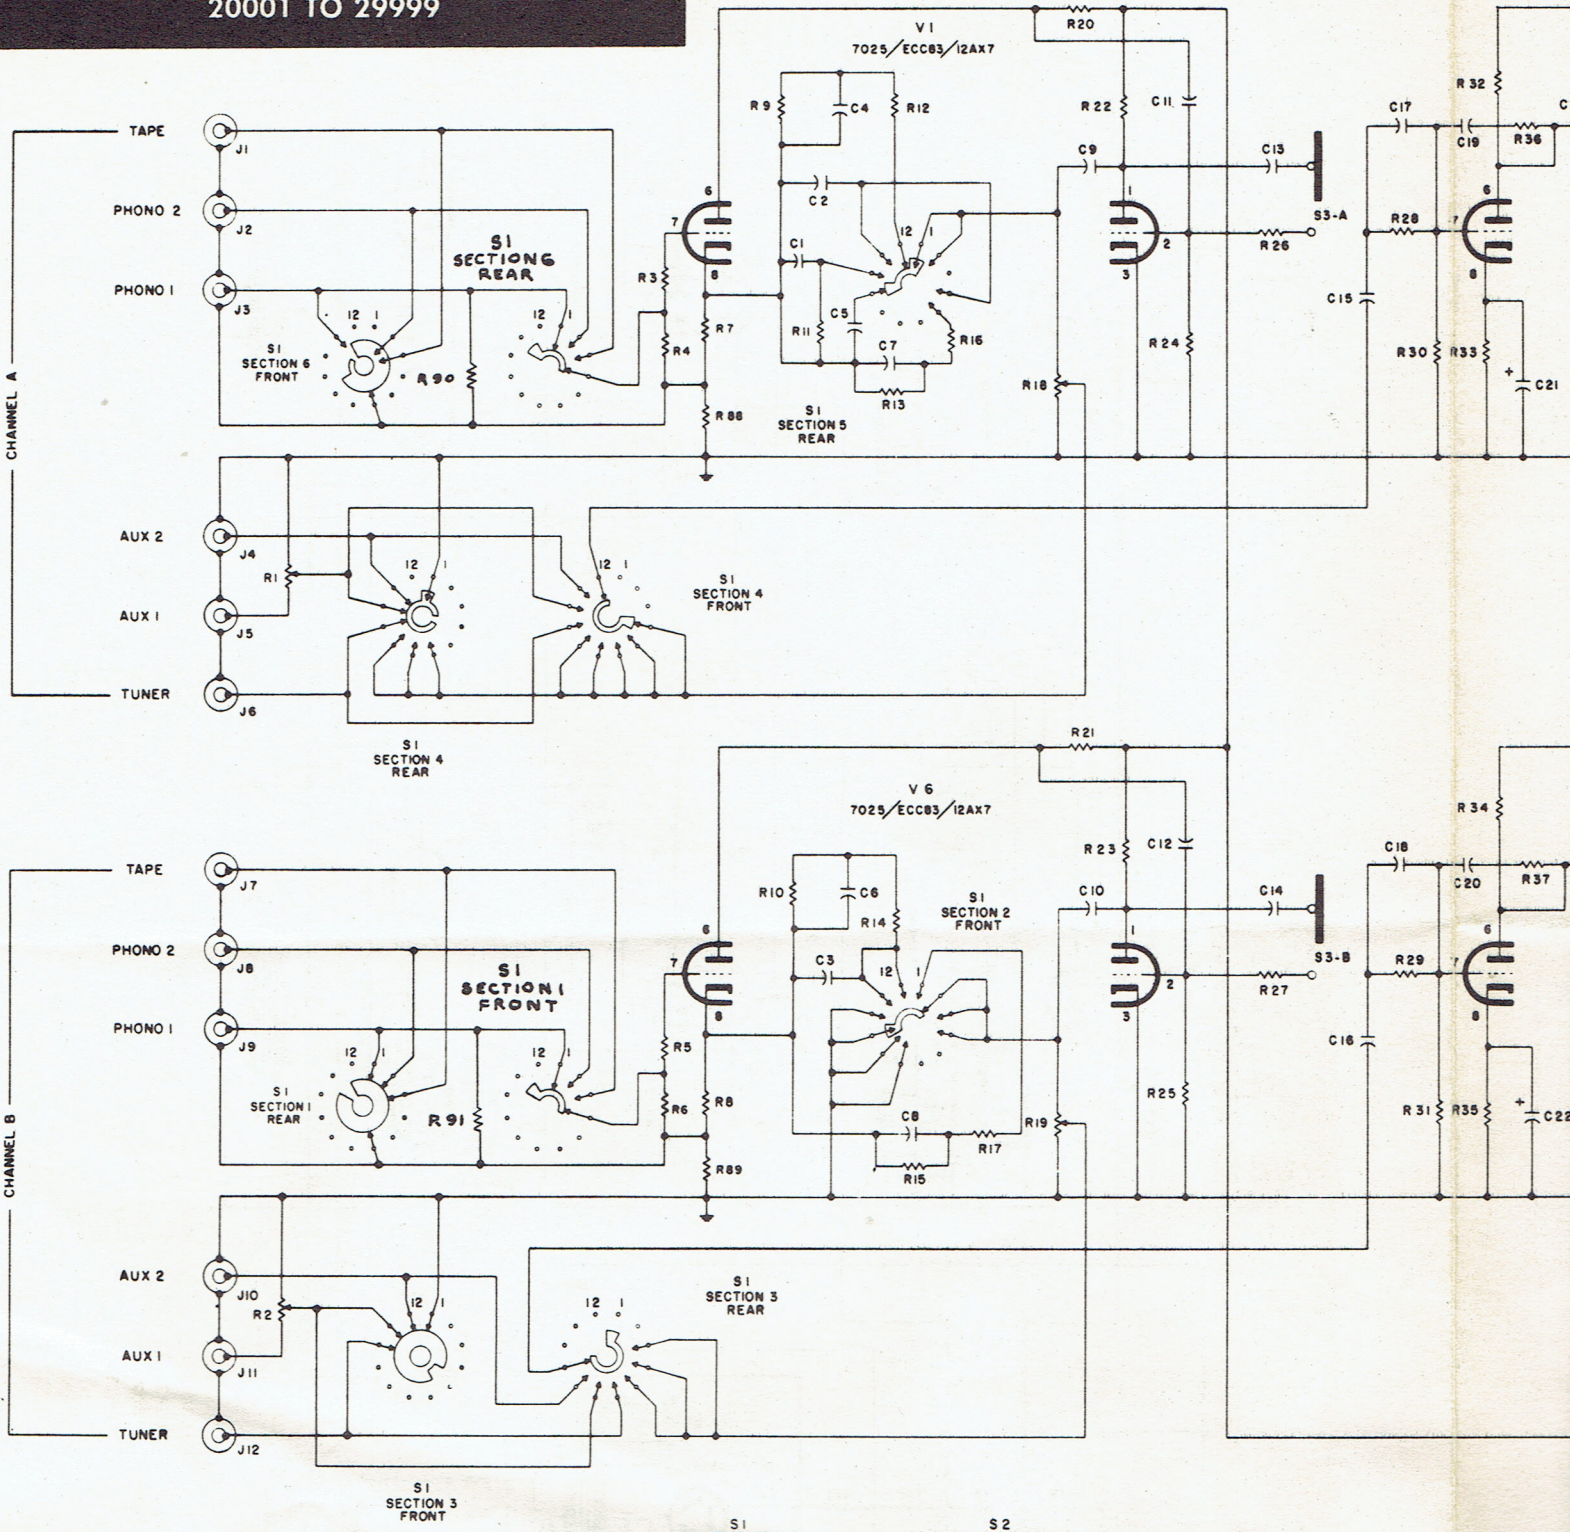 20001 TO 29999
V1
7025/ECC83/12AX7
R20
R9
C4
R12
R22
C11
R32
C17
C19
R36
C
TAPE
J1
PHONO 2
J2
PHONO 1
J3
S1
SECTION6
REAR
12 1
12 1
S1
SECTION 6
FRONT
R90
R3
R4
6
7
8
R7
R88
C2
C1
C5
R11
C7
R13
R16
12 1
S1
SECTION 5
REAR
C9
C13
1
2
3
S3-A
R26
R24
R18
R28
6
7
8
C15
R30
R33
+
C21
CHANNEL A
AUX 2
J4
R1
AUX 1
J5
TUNER
J6
12 1
12 1
S1
SECTION 4
FRONT
S1
SECTION 4
REAR
R21
V6
7025/ECC83/12AX7
R10
C6
R14
R23
C12
R34
C18
C20
R37
TAPE
J7
PHONO 2
J8
PHONO 1
J9
S1
SECTION1
FRONT
12 1
12 1
S1
SECTION 1
REAR
R91
R5
R6
6
7
8
R8
R89
C3
S1
SECTION 2
FRONT
12 1
C8
R17
R15
C10
C14
1
2
3
S3-B
R27
R25
R19
R29
6
7
8
C16
R31
R35
+
C22
CHANNEL B
AUX 2
J10
R2
AUX 1
J11
TUNER
J12
12 1
12 1
S1
SECTION 3
REAR
S1
SECTION 3
FRONT
S1
S2